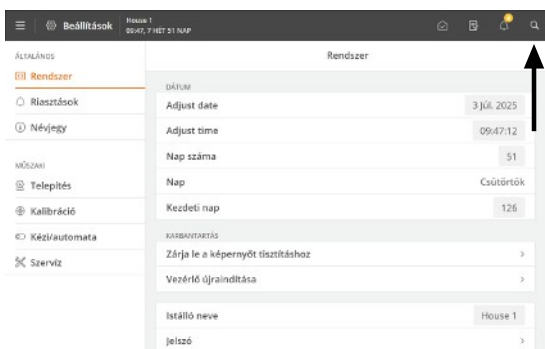 Beállítások
House 1
09:47, 7 HÉT 51 NAP
ÁLTALÁNOS
Rendszer
Riasztások
Névjegy
MŰSZAKI
Telepítés
Kalibráció
Kézi/automata
Szerviz
Rendszer
DÁTUM
Adjust date 3 júl. 2025
Adjust time 09:47:12
Nap száma 51
Nap Csütörtök
Kezdeti nap 126
KARBANTARTÁS
Zárja le a képernyőt tisztításhoz
Vezérlő újraindítása
Istálló neve House 1
Jelszó